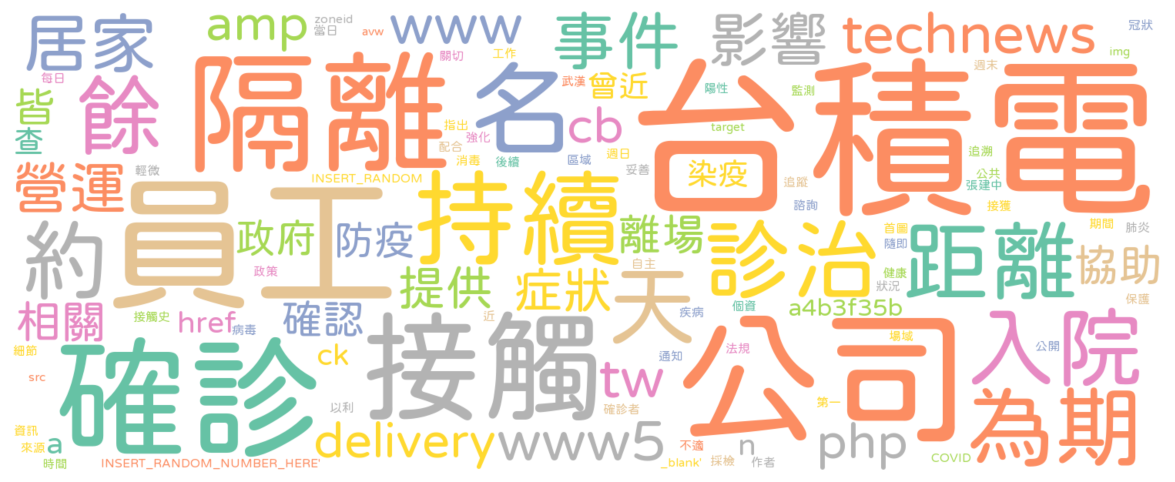 居家 amp zoneid 當日 avw www 事件 影響 technews 冠狀
每日 關切 工作 img
皆 餘 隔離 名 武漢 曾近 陽性 監測 台積電 週末
查 指出 強化 cb target
配合 消毒 後續 區域 週日 妥善 染疫 追蹤 追溯
營運 輕微 INSERT_RANDOM 公共 張建中
約 員工 持續 離場 諮詢 接獲
政府 防疫 診治 首圖 隨即 距離 期間 肺炎
政策 提供 症狀 自主 天 健康 狀況 協助
相關 接觸史 href 病毒 確認 近 疾病 個資 a4b3f35b 保護
細節 確診 ck 接觸 tw 通知 法規 公司 場域 公開 入院
src 以利 確診者 第一 為期
資訊 來源 a 時間 delivery www5 不適 n php
INSERT_RANDOM_NUMBER_HERE' _blank' 採檢 作者 COVID